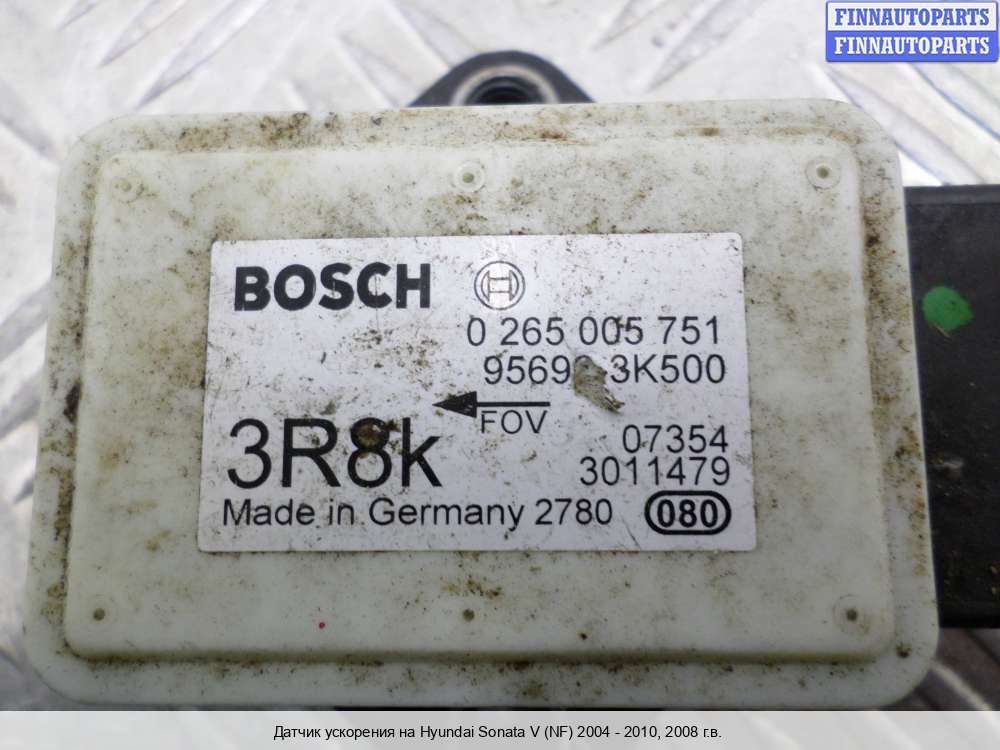 FINNAUTOPARTS
FINNAUTOPARTS
BOSCH
0 265 005 751
3K500
FOV
3R8k
07354
3011479
Made in Germany 2780
080
Датчик ускорения на Hyundai Sonata V (NF) 2004 - 2010, 2008 г.в.